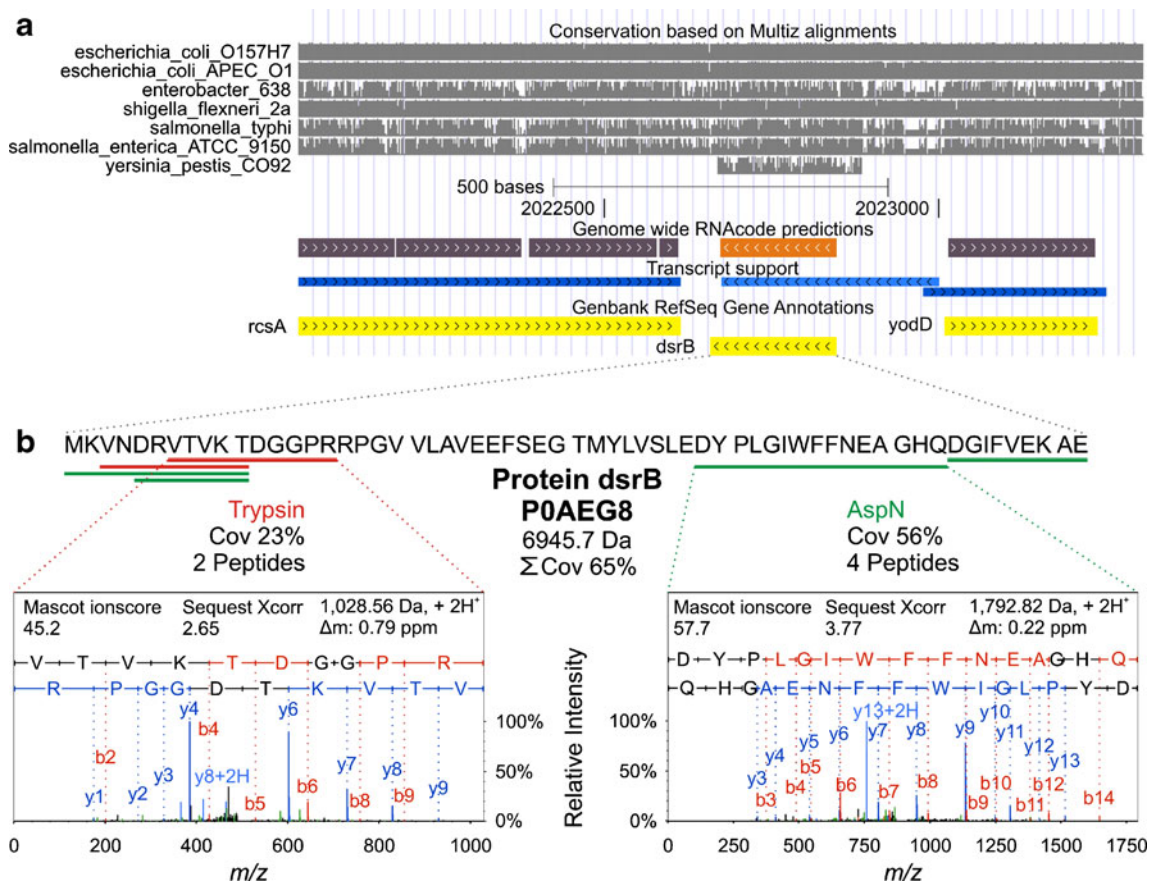 a
Conservation based on Multiz alignments
escherichia_coli_O157H7
escherichia_coli_APEC_O1
enterobacter_638
shigella_flexneri_2a
salmonella_typhi
salmonella_enterica_ATCC_9150
yersinia_pestis_CO92
500 bases
2022500 2023000
Genome wide RNAcode predictions
Transcript support
Genbank RefSeq Gene Annotations
rcsA yodD
dsrB
b
MKVNDRVTVK TDGGPRRPGV VLAVEEFSEG TMYLVSLEDY PLGIWFFNEA GHQDGIFVEK AE
Protein dsrB
P0AEG8
6945.7 Da
ΣCov 65%
Trypsin
Cov 23%
2 Peptides
AspN
Cov 56%
4 Peptides
Mascot ionscore Sequest Xcorr 1,028.56 Da, + 2H+
45.2 2.65 Δm: 0.79 ppm
V T V K T D G G P R
R P G G D T K V T V
y4 y6
b4
b2 y3 y8+2H y7 y8
y1 y2 b5 b6 b8 b9 y9
100%
50%
0%
0 200 400 600 800 1000
m/z
Relative Intensity
Mascot ionscore Sequest Xcorr 1,792.82 Da, + 2H+
57.7 3.77 Δm: 0.22 ppm
D Y P L G I W F F N E A G H Q
Q H G A E N F F W I G L P Y D
y13+2H y10
y5 y6 y7 y8 y9 y11
y4 y12
y3 b5 y13
b3 b4 b6 b7 b8 b9 b10 b11 b12 b14
100%
50%
0%
0 250 500 750 1000 1250 1500 1750
m/z